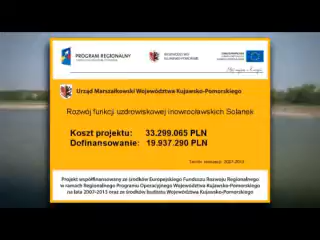 PROGRAM REGIONALNY
Urząd Marszałkowski Województwa Kujawsko-Pomorskiego
Rozwój funkcji uzdrowiskowej inowrocławskich Solanek
Koszt projektu: 33.299.065 PLN
Dofinansowanie: 19.937.290 PLN
2007-2013
Projekt współfinansowany ze środków Europejskiego Funduszu Rozwoju Regionalnego
w ramach Regionalnego Programu Operacyjnego Województwa Kujawsko-Pomorskiego
na lata 2007-2013 oraz ze środków budżetu Województwa Kujawsko-Pomorskiego